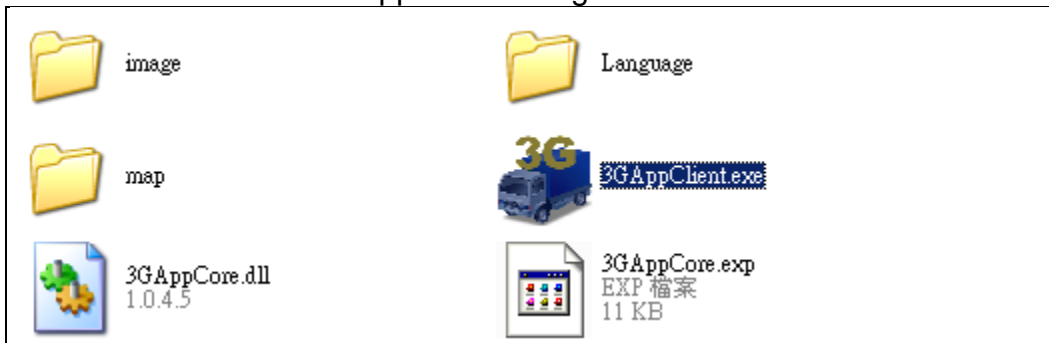 image
Language
map
3G
3GAppClient.exe
3GAppCore.dll
1.0.4.5
3GAppCore.exp
EXP 檔案
11 KB